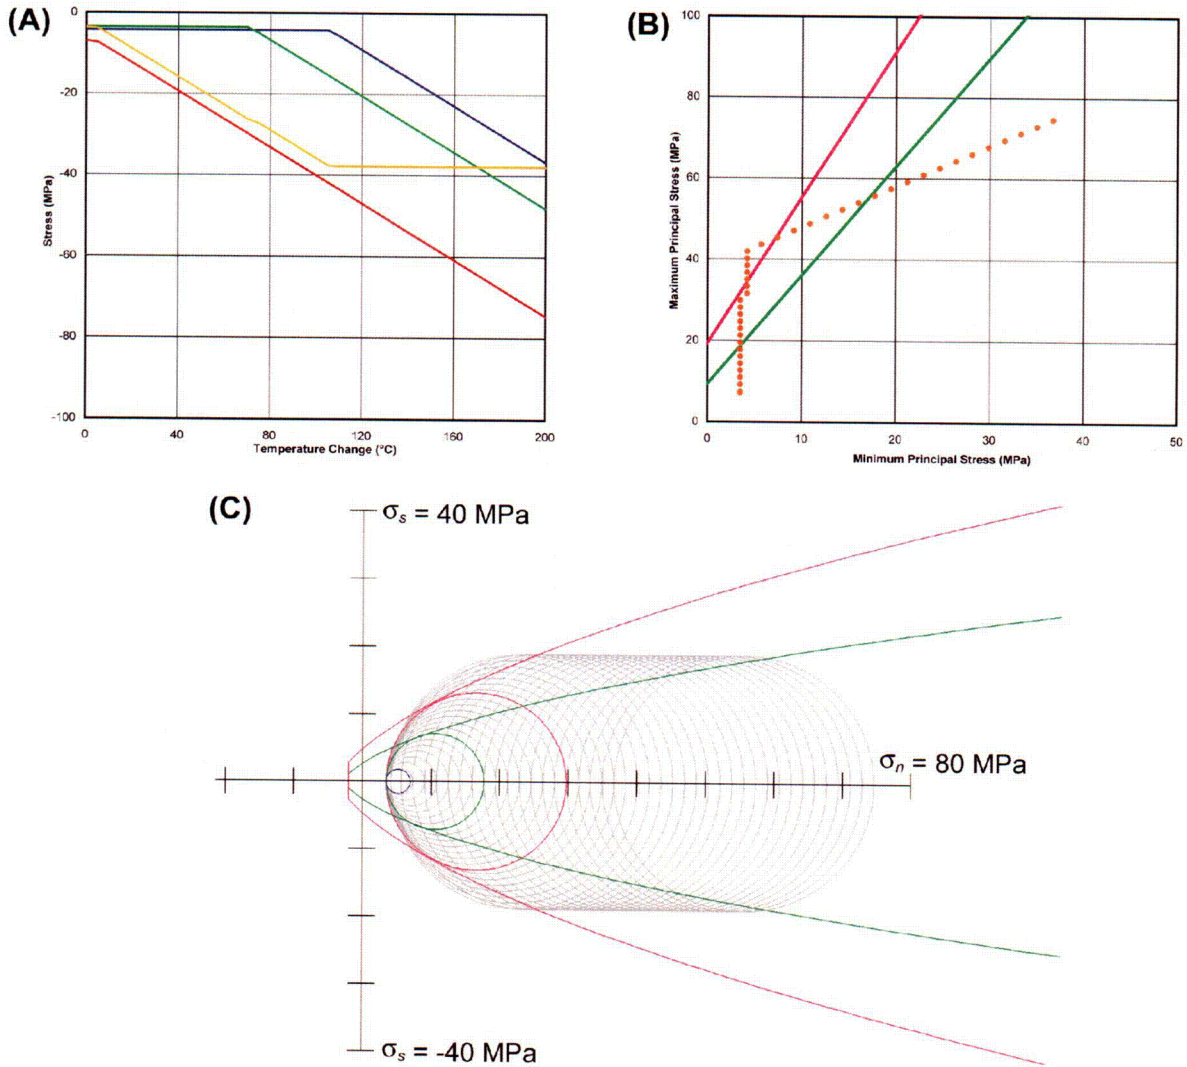 (A)
0
-20
-40
-60
-80
-100
Stress (MPa)
0 40 80 120 160 200
Temperature Change (°C)
(B)
100
80
60
40
20
0
Maximum Principal Stress (MPa)
0 10 20 30 40 50
Minimum Principal Stress (MPa)
(C)
σs = 40 MPa
σn = 80 MPa
σs = -40 MPa